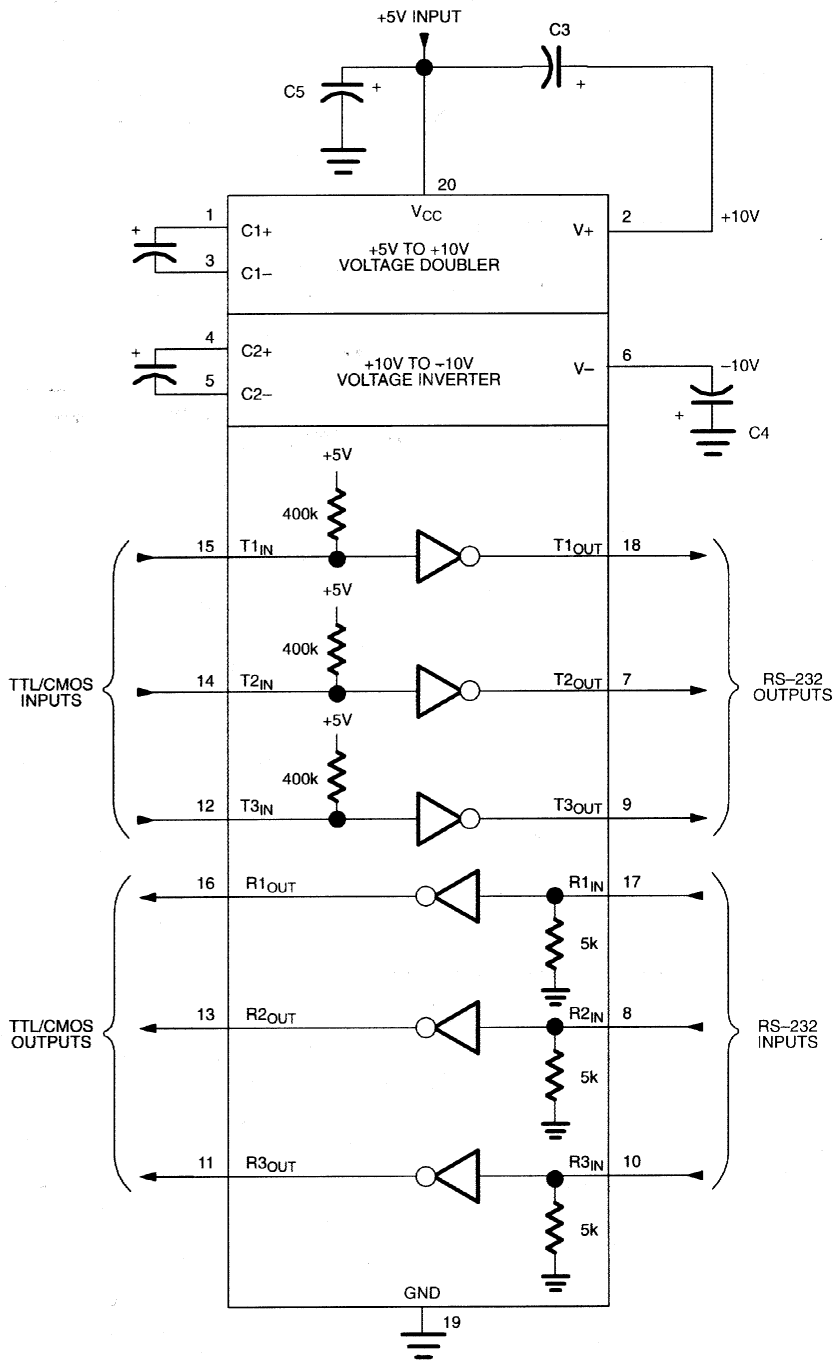 +5V INPUT
C3
C5
+
+
20
VCC
1
+
C1+
V+
2
+10V
+5V TO +10V
VOLTAGE DOUBLER
3
C1–
4
+
C2+
+10V TO –10V
VOLTAGE INVERTER
V–
6
–10V
5
C2–
+
C4
+5V
400k
15
T1IN
T1OUT
18
+5V
400k
TTL/CMOS
INPUTS
14
T2IN
T2OUT
7
RS–232
OUTPUTS
+5V
400k
12
T3IN
T3OUT
9
16
R1OUT
R1IN
17
5k
TTL/CMOS
OUTPUTS
13
R2OUT
R2IN
8
RS–232
INPUTS
5k
11
R3OUT
R3IN
10
5k
GND
19